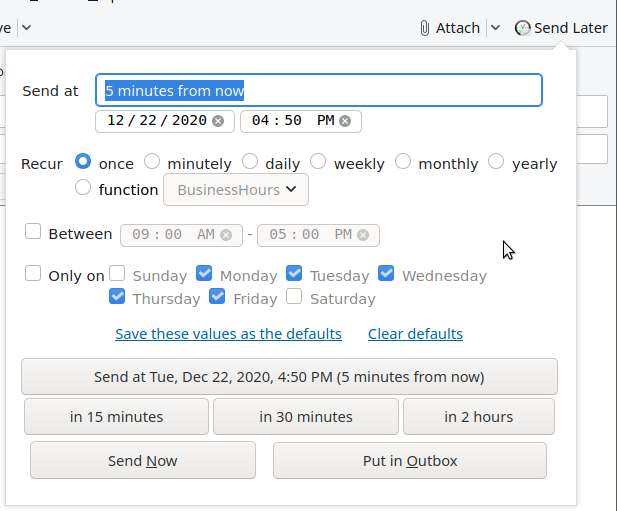 Attach Send Later
Send at 5 minutes from now
12/22/2020 04:50 PM
Recur once minutely daily weekly monthly yearly
function BusinessHours
Between 09:00 AM - 05:00 PM
Only on Sunday Monday Tuesday Wednesday
Thursday Friday Saturday
Save these values as the defaults Clear defaults
Send at Tue, Dec 22, 2020, 4:50 PM (5 minutes from now)
in 15 minutes in 30 minutes in 2 hours
Send Now Put in Outbox